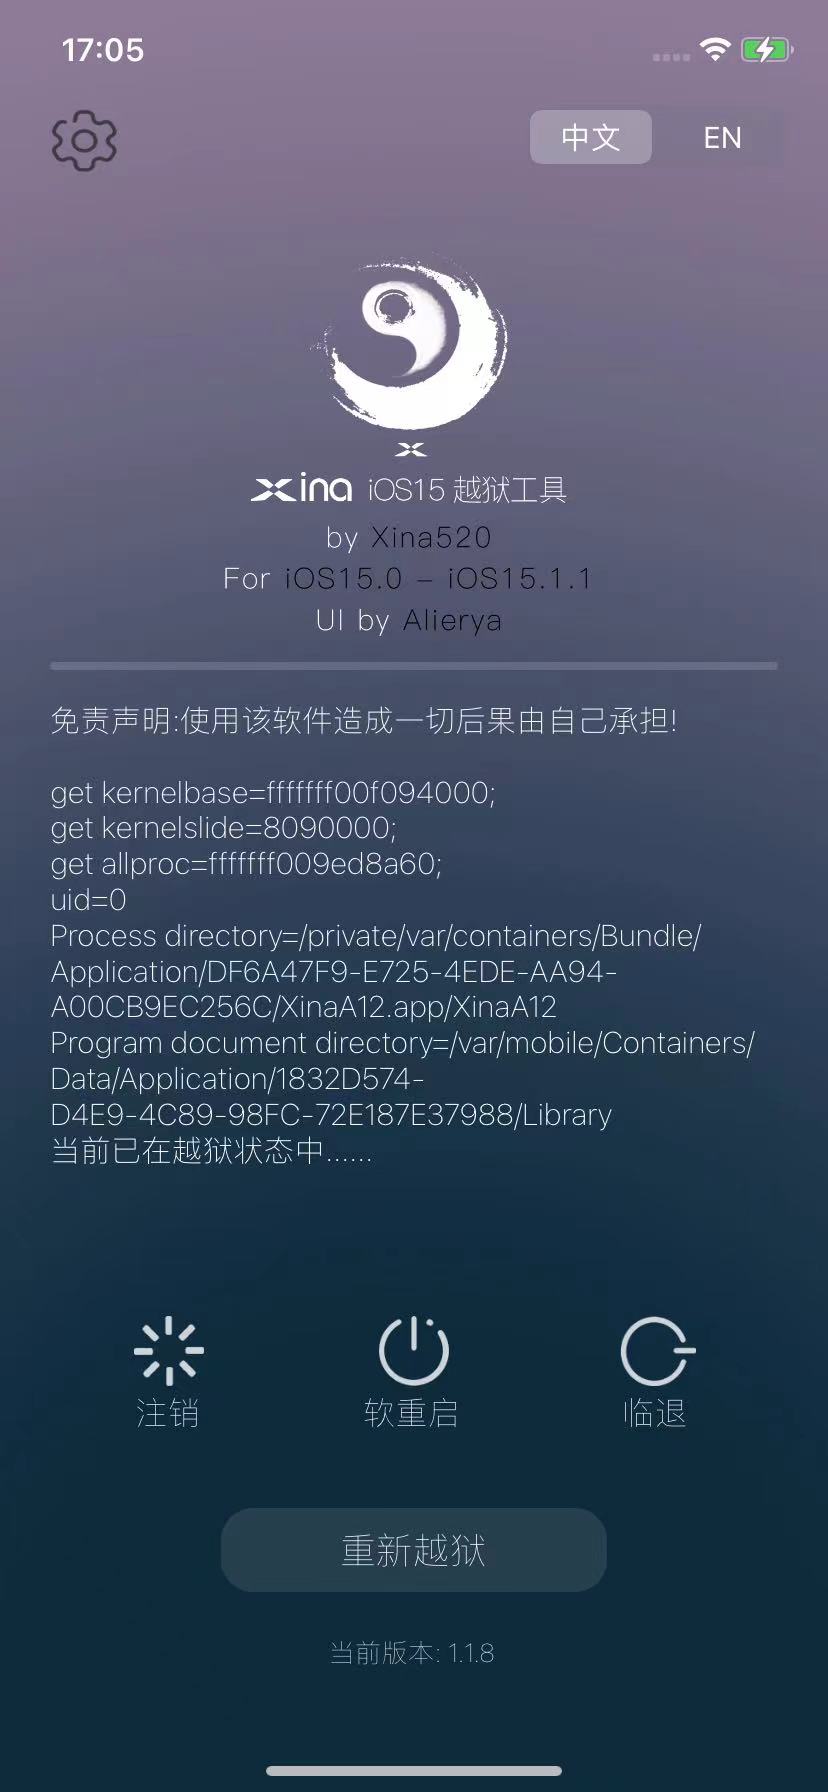 17:05
中文
EN
xina iOS15 越狱工具
by Xina520
For iOS15.0 – iOS15.1.1
UI by Alierya
免责声明:使用该软件造成一切后果由自己承担!
get kernelbase=fffffff00f094000;
get kernelslide=8090000;
get allproc=fffffff009ed8a60;
uid=0
Process directory=/private/var/containers/Bundle/
Application/DF6A47F9-E725-4EDE-AA94-
A00CB9EC256C/XinaA12.app/XinaA12
Program document directory=/var/mobile/Containers/
Data/Application/1832D574-
D4E9-4C89-98FC-72E187E37988/Library
当前已在越狱状态中......
注销
软重启
临退
重新越狱
当前版本: 1.1.8